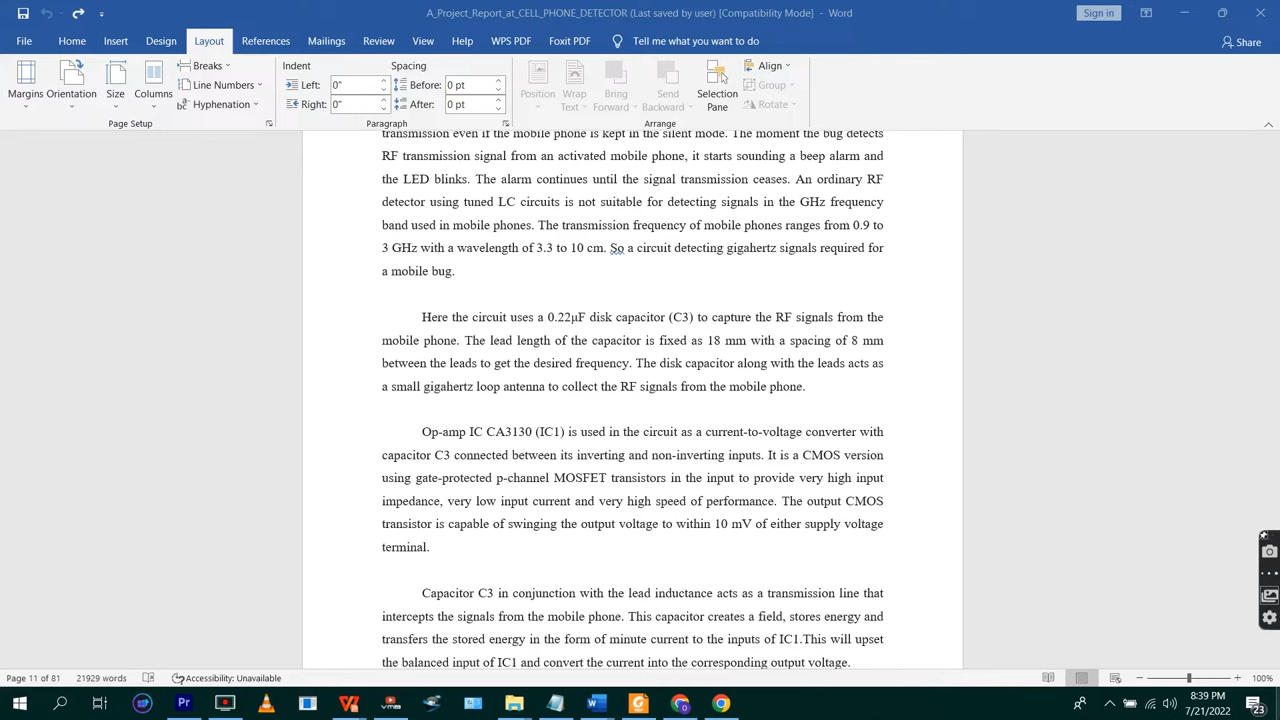 A_Project_Report_at_CELL_PHONE_DETECTOR (Last saved by user) [Compatibility Mode] - Word
Sign in
File Home Insert Design Layout References Mailings Review View Help WPS PDF Foxit PDF Tell me what you want to do Share
Margins Orientation Size Columns
Breaks
Line Numbers
Hyphenation
Page Setup
Indent Spacing
Left: 0" Before: 0 pt
Right: 0" After: 0 pt
Paragraph
Position Wrap Text Bring Forward Send Backward Selection Pane
Align
Group
Rotate
Arrange
transmission even if the mobile phone is kept in the silent mode. The moment the bug detects
RF transmission signal from an activated mobile phone, it starts sounding a beep alarm and
the LED blinks. The alarm continues until the signal transmission ceases. An ordinary RF
detector using tuned LC circuits is not suitable for detecting signals in the GHz frequency
band used in mobile phones. The transmission frequency of mobile phones ranges from 0.9 to
3 GHz with a wavelength of 3.3 to 10 cm. So a circuit detecting gigahertz signals required for
a mobile bug.
Here the circuit uses a 0.22μF disk capacitor (C3) to capture the RF signals from the
mobile phone. The lead length of the capacitor is fixed as 18 mm with a spacing of 8 mm
between the leads to get the desired frequency. The disk capacitor along with the leads acts as
a small gigahertz loop antenna to collect the RF signals from the mobile phone.
Op-amp IC CA3130 (IC1) is used in the circuit as a current-to-voltage converter with
capacitor C3 connected between its inverting and non-inverting inputs. It is a CMOS version
using gate-protected p-channel MOSFET transistors in the input to provide very high input
impedance, very low input current and very high speed of performance. The output CMOS
transistor is capable of swinging the output voltage to within 10 mV of either supply voltage
terminal.
Capacitor C3 in conjunction with the lead inductance acts as a transmission line that
intercepts the signals from the mobile phone. This capacitor creates a field, stores energy and
transfers the stored energy in the form of minute current to the inputs of IC1.This will upset
the balanced input of IC1 and convert the current into the corresponding output voltage.
Page 11 of 81 21929 words Accessibility: Unavailable 100%
8:39 PM
7/21/2022
23